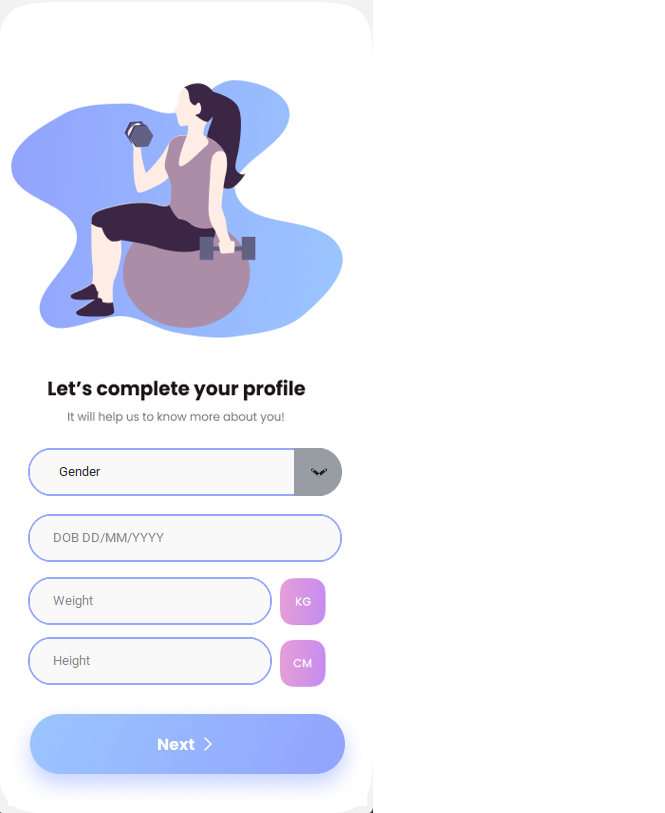 Let’s complete your profile
It will help us to know more about you!
Gender
DOB DD/MM/YYYY
Weight
KG
Height
CM
Next